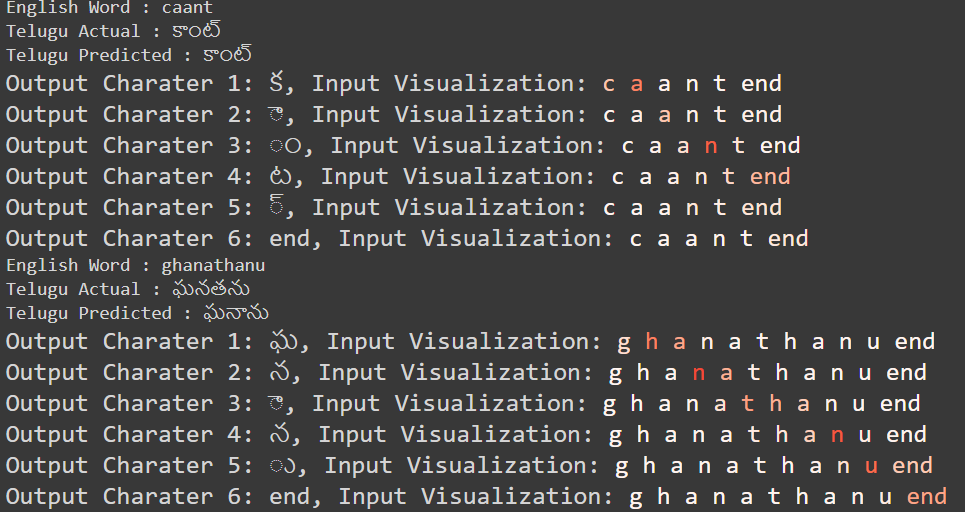 English Word : caant
Telugu Actual : కాంట్
Telugu Predicted : కాంట్
Output Charater 1: క, Input Visualization: c a a n t end
Output Charater 2: ా, Input Visualization: c a a n t end
Output Charater 3: ం, Input Visualization: c a a n t end
Output Charater 4: ట, Input Visualization: c a a n t end
Output Charater 5: ్, Input Visualization: c a a n t end
Output Charater 6: end, Input Visualization: c a a n t end
English Word : ghanathanu
Telugu Actual : ఘనతను
Telugu Predicted : ఘనాను
Output Charater 1: ఘ, Input Visualization: g h a n a t h a n u end
Output Charater 2: న, Input Visualization: g h a n a t h a n u end
Output Charater 3: ా, Input Visualization: g h a n a t h a n u end
Output Charater 4: న, Input Visualization: g h a n a t h a n u end
Output Charater 5: ు, Input Visualization: g h a n a t h a n u end
Output Charater 6: end, Input Visualization: g h a n a t h a n u end